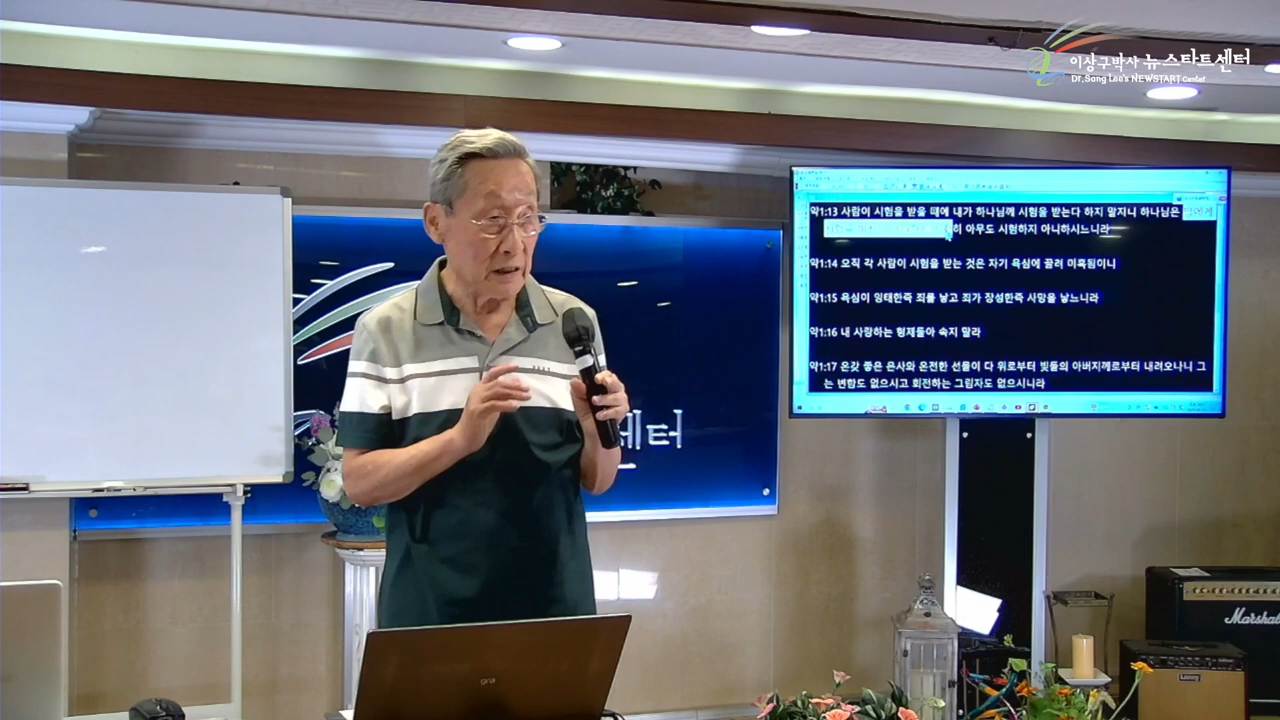 이상구박사 뉴스타트센터
Dr. Sang Lee's NEWSTART Center
약1:13 사람이 시험을 받을 때에 내가 하나님께 시험을 받는다 하지 말지니 하나님은 악에게
히 아무도 시험하지 아니하시느니라
약1:14 오직 각 사람이 시험을 받는 것은 자기 욕심에 끌려 미혹됨이니
약1:15 욕심이 잉태한즉 죄를 낳고 죄가 장성한즉 사망을 낳느니라
약1:16 내 사랑하는 형제들아 속지 말라
약1:17 온갖 좋은 은사와 온전한 선물이 다 위로부터 빛들의 아버지께로부터 내려오나니 그
는 변함도 없으시고 회전하는 그림자도 없으시니라
센터
gram
Marshall
Laney